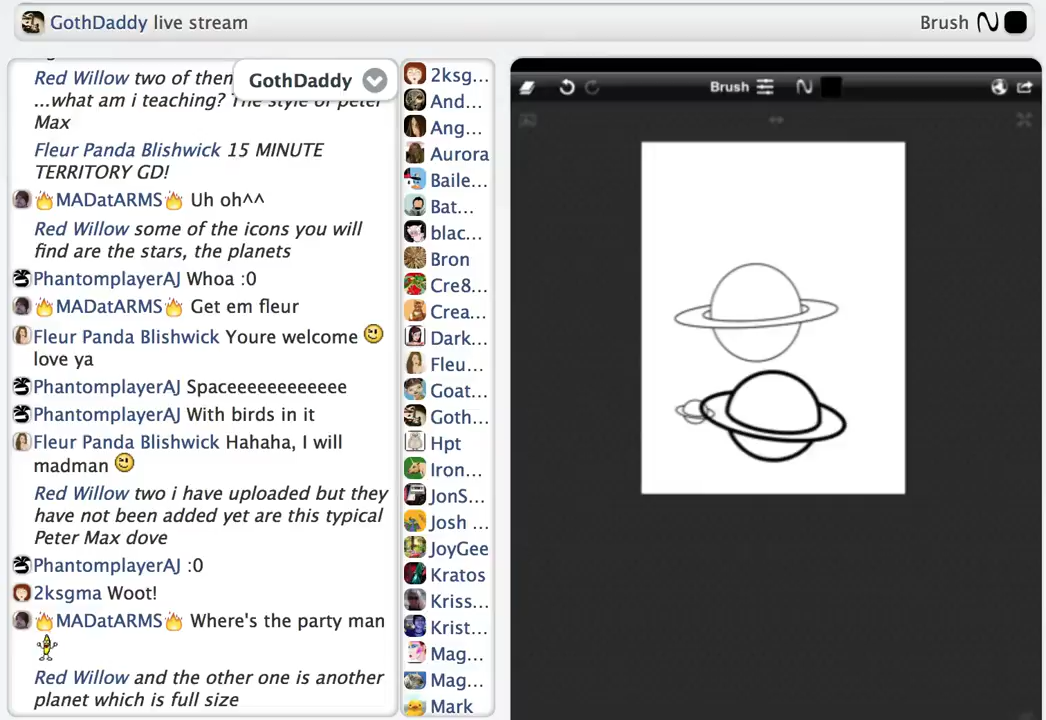 GothDaddy live stream
Brush
Red Willow two of them
GothDaddy
...what am i teaching? The style of peter
Max
Fleur Panda Blishwick 15 MINUTE
TERRITORY GD!
MADatARMS Uh oh^^
Red Willow some of the icons you will
find are the stars, the planets
PhantomplayerAJ Whoa :0
MADatARMS Get em fleur
Fleur Panda Blishwick Youre welcome
love ya
PhantomplayerAJ Spaceeeeeeeeeeee
PhantomplayerAJ With birds in it
Fleur Panda Blishwick Hahaha, I will
madman
Red Willow two i have uploaded but they
have not been added yet are this typical
Peter Max dove
PhantomplayerAJ :0
2ksgma Woot!
MADatARMS Where's the party man
Red Willow and the other one is another
planet which is full size
2ksg...
And...
Ang...
Aurora
Baile...
Bat...
blac...
Bron
Cre8...
Crea...
Dark...
Fleu...
Goat...
Goth...
Hpt
Iron...
JonS...
Josh ...
JoyGee
Kratos
Kriss...
Krist...
Mag...
Mag...
Mark
Brush